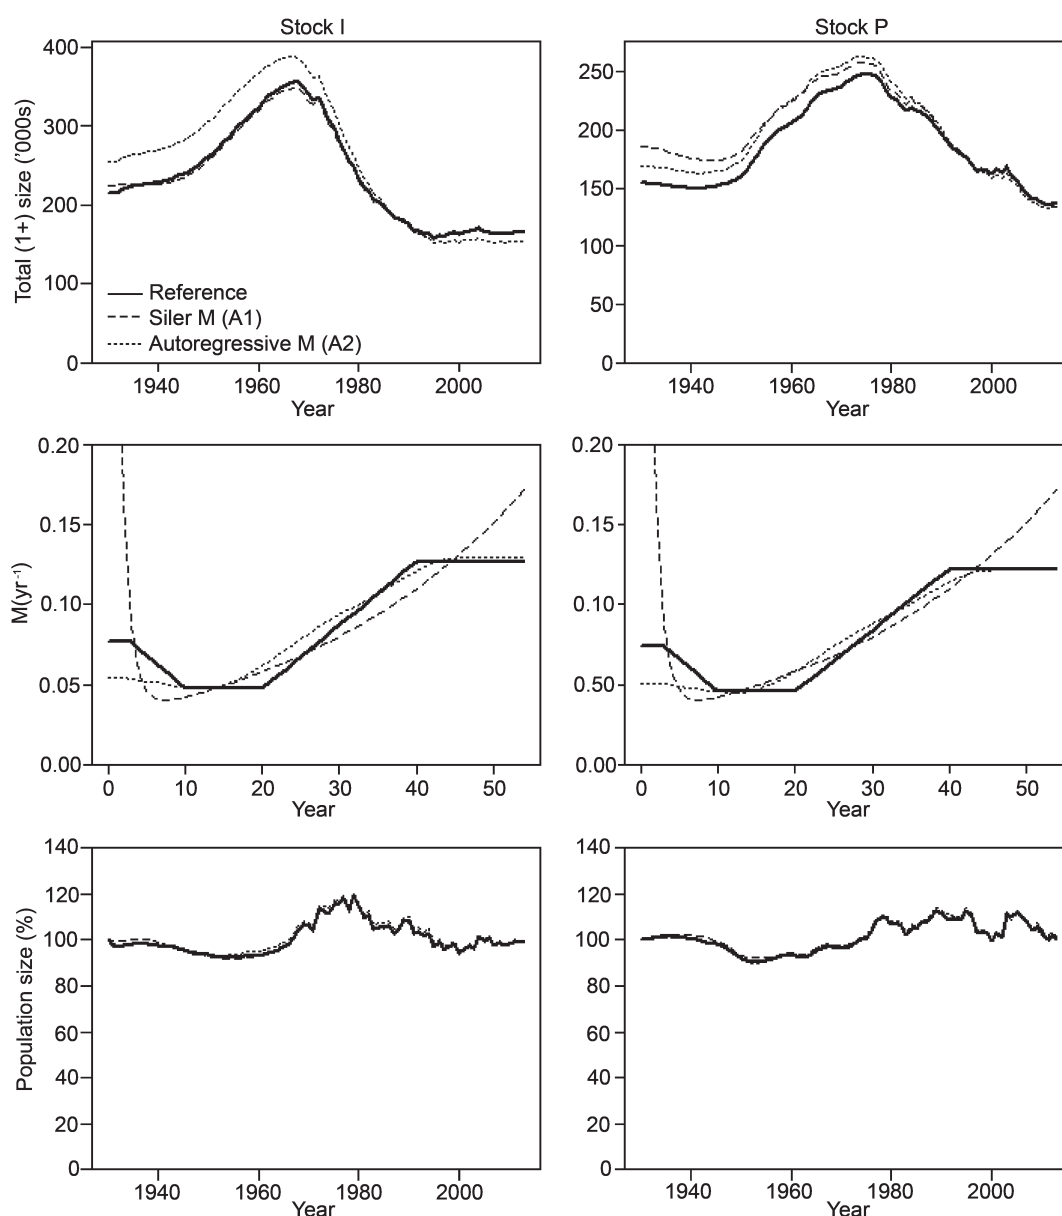 Stock I
Stock P
Total (1+) size ('000s)
400
300
200
100
0
Reference
Siler M (A1)
Autoregressive M (A2)
1940 1960 1980 2000
Year
250
200
150
100
50
0
1940 1960 1980 2000
Year
M(yr-1)
0.20
0.15
0.10
0.05
0.00
0 10 20 30 40 50
Year
0.20
0.15
0.10
0.50
0.00
0 10 20 30 40 50
Year
Population size (%)
140
120
100
80
60
40
20
0
1940 1960 1980 2000
Year
140
120
100
80
60
40
20
0
1940 1960 1980 2000
Year